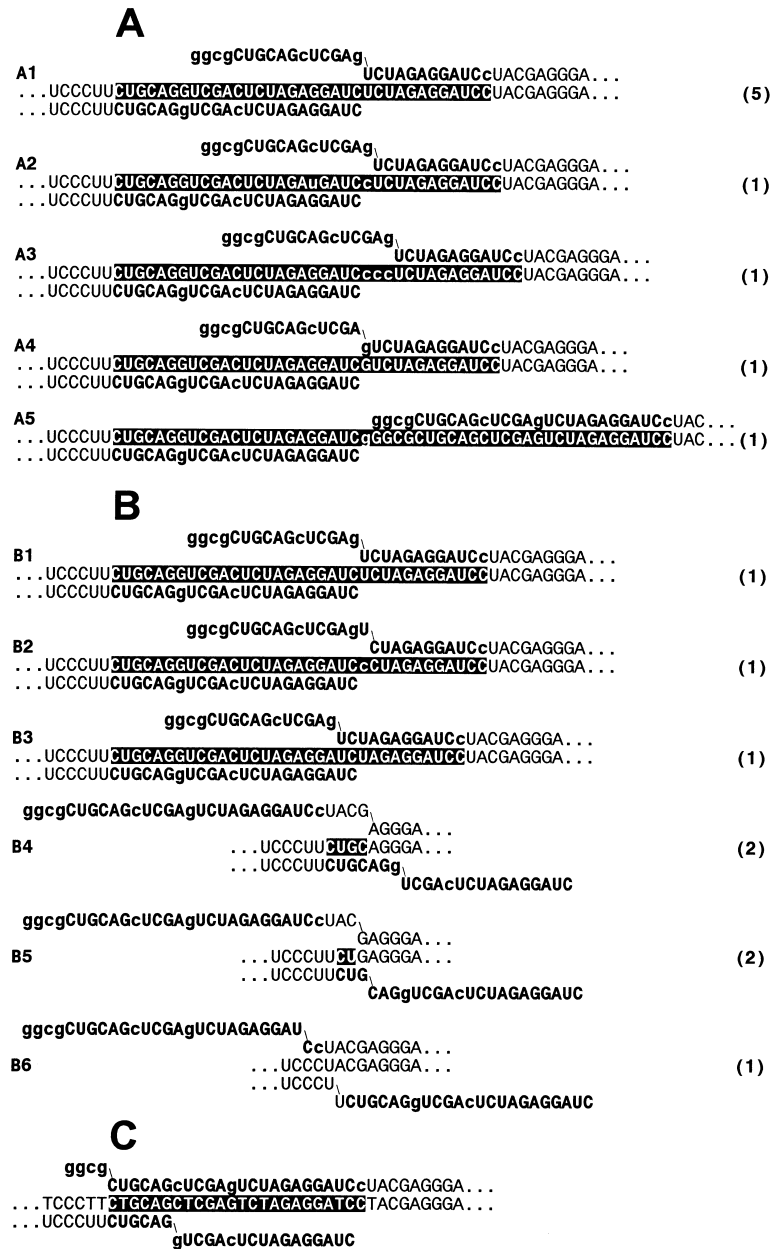 A
ggcgCUGCAGcUCGAg\
A1 UCUAGAGGAUCcUACGAGGGA...
...UCCCUUCUGCAGGUCGACUCUAGAGGAUCUCUAGAGGAUCCUACGAGGGA... (5)
...UCCCUUCUGCAGgUCGAcUCUAGAGGAUC
ggcgCUGCAGcUCGAg\
A2 UCUAGAGGAUCcUACGAGGGA...
...UCCCUUCUGCAGGUCGACUCUAGAuGAUCcUCUAGAGGAUCCUACGAGGGA... (1)
...UCCCUUCUGCAGgUCGAcUCUAGAGGAUC
ggcgCUGCAGcUCGAg\
A3 UCUAGAGGAUCcUACGAGGGA...
...UCCCUUCUGCAGGUCGACUCUAGAGGAUCcccUCUAGAGGAUCCUACGAGGGA... (1)
...UCCCUUCUGCAGgUCGAcUCUAGAGGAUC
ggcgCUGCAGcUCGA\
A4 gUCUAGAGGAUCcUACGAGGGA...
...UCCCUUCUGCAGGUCGACUCUAGAGGAUCGUCUAGAGGAUCCUACGAGGGA... (1)
...UCCCUUCUGCAGgUCGAcUCUAGAGGAUC
ggcgCUGCAGcUCGAgUCUAGAGGAUCcUAC...
A5 ...UCCCUUCUGCAGGUCGACUCUAGAGGAUCgGGCGCUGCAGCUCGAGUCUAGAGGAUCCUAC... (1)
...UCCCUUCUGCAGgUCGAcUCUAGAGGAUC
B
ggcgCUGCAGcUCGAg\
B1 UCUAGAGGAUCcUACGAGGGA...
...UCCCUUCUGCAGGUCGACUCUAGAGGAUCUCUAGAGGAUCCUACGAGGGA... (1)
...UCCCUUCUGCAGgUCGAcUCUAGAGGAUC
ggcgCUGCAGcUCGAgU\
B2 CUAGAGGAUCcUACGAGGGA...
...UCCCUUCUGCAGGUCGACUCUAGAGGAUCcCUAGAGGAUCCUACGAGGGA... (1)
...UCCCUUCUGCAGgUCGAcUCUAGAGGAUC
ggcgCUGCAGcUCGAg\
B3 UCUAGAGGAUCcUACGAGGGA...
...UCCCUUCUGCAGGUCGACUCUAGAGGAUCUAGAGGAUCCUACGAGGGA... (1)
...UCCCUUCUGCAGgUCGAcUCUAGAGGAUC
ggcgCUGCAGcUCGAgUCUAGAGGAUCcUACG\
AGGGA...
B4 ...UCCCUUCUGCAGGGA... (2)
...UCCCUUCUGCAGg\
UCGAcUCUAGAGGAUC
ggcgCUGCAGcUCGAgUCUAGAGGAUCcUAC\
GAGGGA...
B5 ...UCCCUUCUGAGGGA... (2)
...UCCCUUCUG\
CAGgUCGAcUCUAGAGGAUC
ggcgCUGCAGcUCGAgUCUAGAGGAU\
CcUACGAGGGA...
B6 ...UCCCUACGAGGGA... (1)
...UCCCU\
UCUGCAGgUCGAcUCUAGAGGAUC
C
ggcg\
CUGCAGcUCGAgUCUAGAGGAUCcUACGAGGGA...
...TCCCTTCTGCAGCTCGAGTCTAGAGGATCCTACGAGGGA...
...UCCCUUCUGCAG\
gUCGAcUCUAGAGGAUC